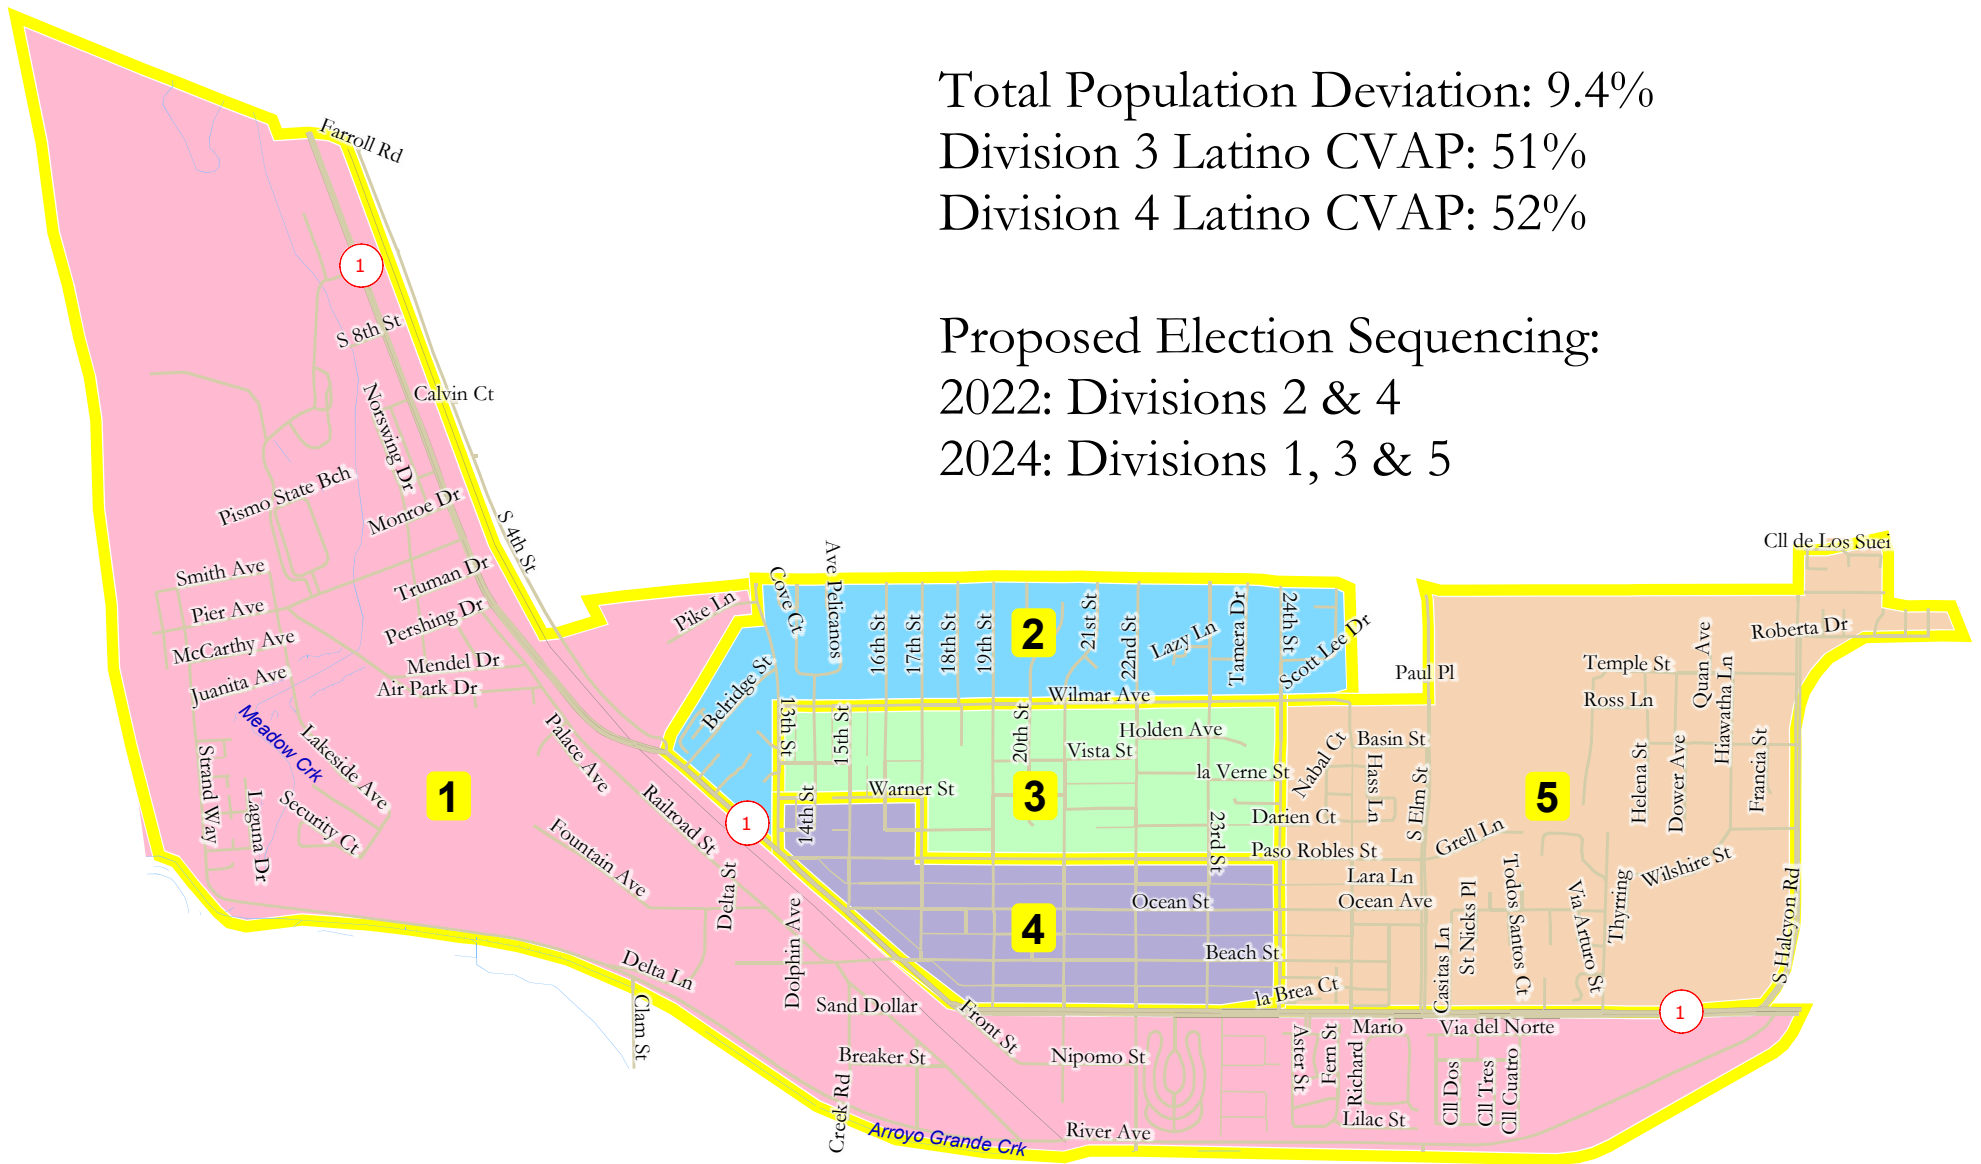 Total Population Deviation: 9.4%
Division 3 Latino CVAP: 51%
Division 4 Latino CVAP: 52%
Proposed Election Sequencing:
2022: Divisions 2 & 4
2024: Divisions 1, 3 & 5
Farroll Rd
1
S 8th St
Calvin Ct
Norswing Dr
Pismo State Bch
Monroe Dr
S 4th St
Smith Ave
Truman Dr
Pier Ave
Pershing Dr
McCarthy Ave
Mendel Dr
Juanita Ave
Air Park Dr
Meadow Crk
Lakeside Ave
Strand Way
Laguna Dr
Security Ct
1
Palace Ave
Railroad St
Fountain Ave
Delta St
Pike Ln
Cove Ct
Ave Pelicanos
Belridge St
16th St
17th St
18th St
19th St
2
21st St
22nd St
Lazy Ln
Tamera Dr
24th St
Scott Lee Dr
Wilmar Ave
13th St
15th St
20th St
Holden Ave
Vista St
la Verne St
Warner St
3
14th St
1
23rd St
Darien Ct
Paso Robles St
Nabal Ct
Basin St
Hass Ln
S Elm St
Paul Pl
Cll de Los Suei
Roberta Dr
Temple St
Quan Ave
Ross Ln
Hiawatha Ln
Helena St
Dower Ave
Francia St
5
Grell Ln
Lara Ln
Ocean Ave
Ocean St
4
Beach St
la Brea Ct
Casitas Ln
St Nicks Pl
Todos Santos Ct
Via Arturo St
Thyrring
Wilshire St
S Halcyon Rd
1
Dolphin Ave
Delta Ln
Clam St
Sand Dollar
Front St
Breaker St
Nipomo St
Creek Rd
Arroyo Grande Crk
River Ave
Aster St
Fern St
Mario
Richard
Lilac St
Via del Norte
Cll Dos
Cll Tres
Cll Cuatro